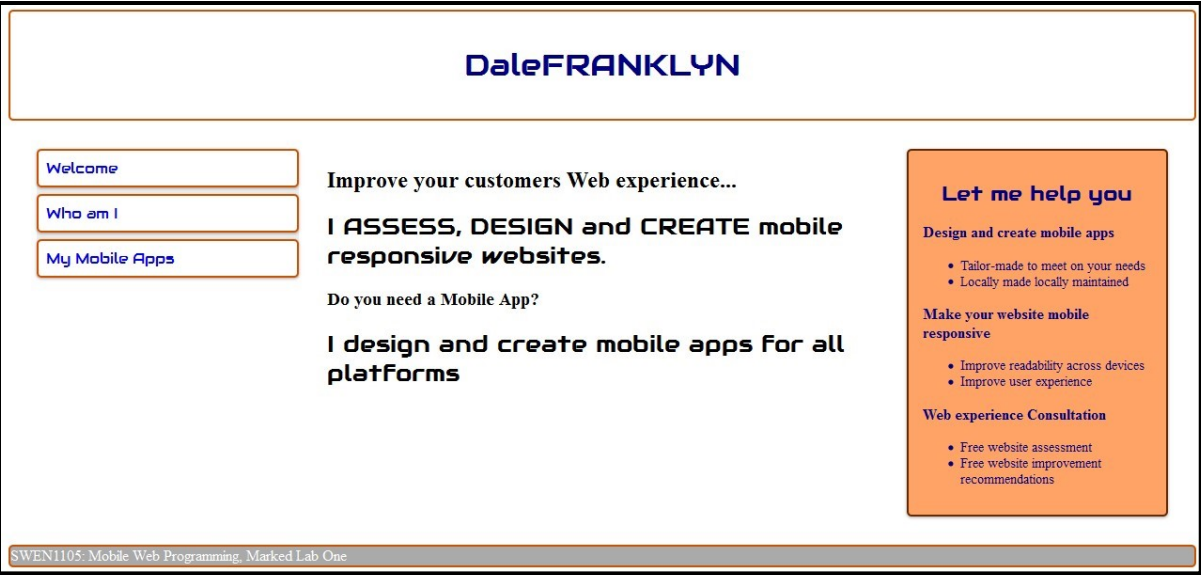 DaleFRANKLYN
Welcome
Who am I
My Mobile Apps
Improve your customers Web experience...
I ASSESS, DESIGN and CREATE mobile
responsive websites.
Do you need a Mobile App?
I design and create mobile apps for all
platforms
Let me help you
Design and create mobile apps
• Tailor-made to meet on your needs
• Locally made locally maintained
Make your website mobile
responsive
• Improve readability across devices
• Improve user experience
Web experience Consultation
• Free website assessment
• Free website improvement
recommendations
SWEN1105: Mobile Web Programming, Marked Lab One